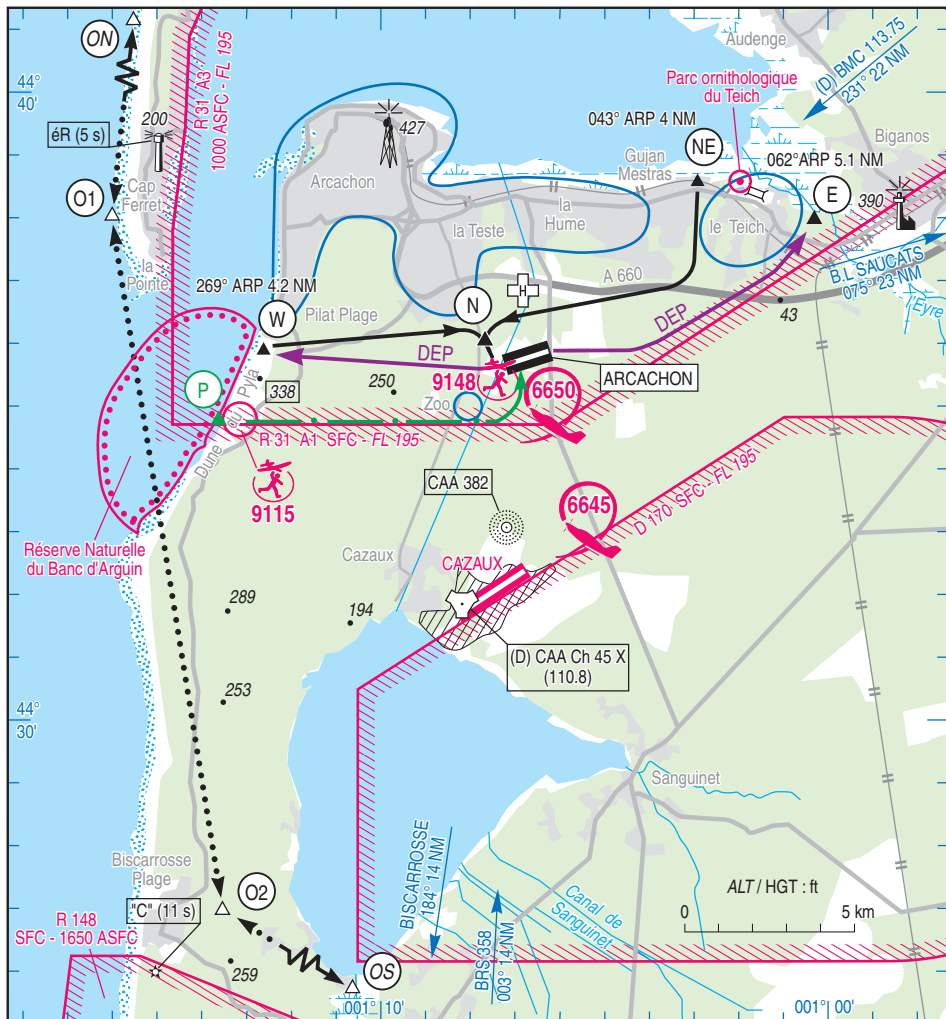 ON
R 31 A3
1000 ASFC - FL 195
44°
40'
200
éR (5 s)
Cap
Ferret
O1
la
Pointe
427
Arcachon
Audenge
(D) BMC 113.75
231° 22 NM
Parc ornithologique
du Teich
043° ARP 4 NM
NE
Biganos
062° ARP 5.1 NM
Gujan
Mestras
E
390
la
Hume
la Teste
le Teich
B.L SAUCATS
075° 23 NM
l'Eyre
A 660
43
269° ARP 4.2 NM
W
Pilat Plage
N
H
DEP
DEP
ARCACHON
338
250
9148
6650
Zoo
P
R 31 A1 SFC - FL 195
Dune du Pyla
9115
CAA 382
6645
D 170 SFC - FL 195
Réserve Naturelle
du Banc d'Arguin
Cazaux
CAZAUX
289
194
(D) CAA Ch 45 X
(110.8)
253
44°
30'
Sanguinet
Biscarrosse
Plage
O2
"C" (11 s)
R 148
SFC - 1650 ASFC
259
OS
BISCARROSSE
184° 14 NM
BRS 358
003° 14 NM
Canal de
Sanguinet
ALT / HGT : ft
0
5 km
001° 10'
001° 00'